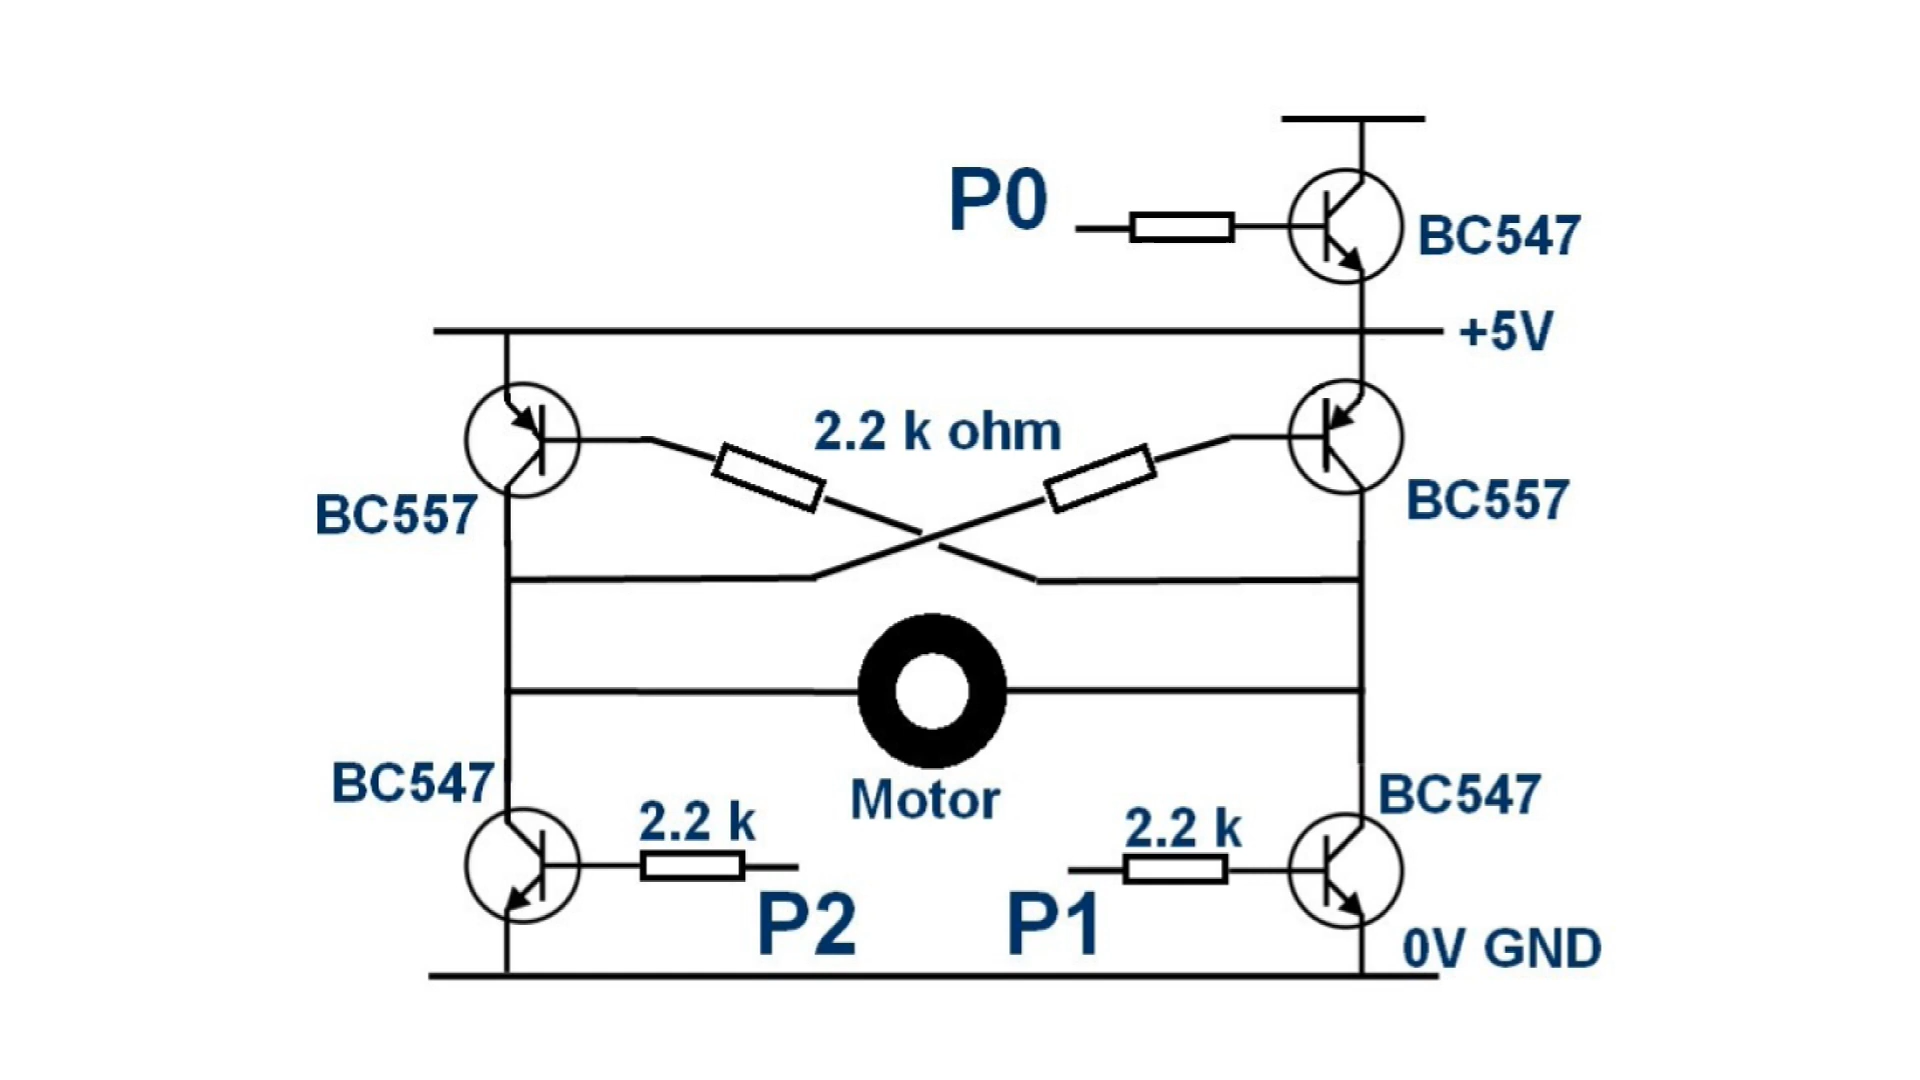 P0
BC547
+5V
2.2 k ohm
BC557
BC557
BC547
Motor
BC547
2.2 k
2.2 k
P2
P1
0V GND